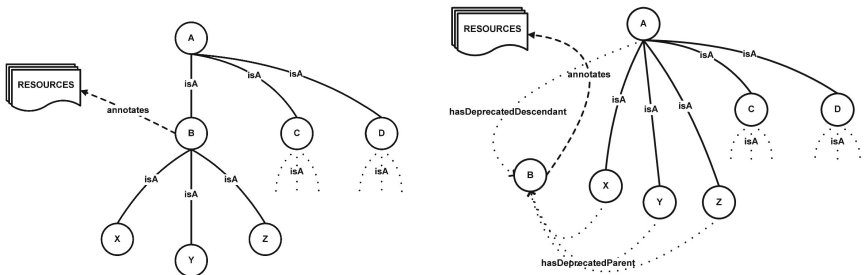 A
RESOURCES
isA
isA
isA
annotates
B
C
D
isA
isA
isA
isA
isA
X
Z
Y
A
RESOURCES
isA
isA
annotates
isA
isA
isA
hasDeprecatedDescendant
C
D
isA
isA
B
X
Y
Z
hasDeprecatedParent